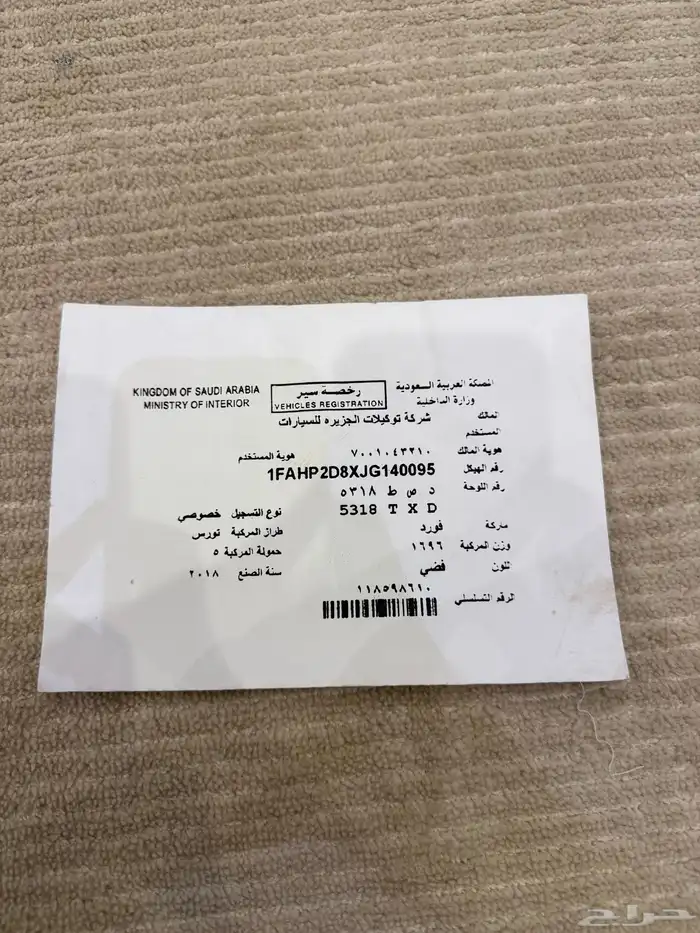 المملكة العربية السعودية
وزارة الداخلية
رخصة سير
VEHICLES REGISTRATION
KINGDOM OF SAUDI ARABIA
MINISTRY OF INTERIOR
المالك شركة توكيلات الجزيره للسيارات
المستخدم
هوية المالك ٧٠٠١٠٤٣٢١٠ هوية المستخدم
رقم الهيكل 1FAHP2D8XJG140095
رقم اللوحة د ص ط ٥٣١٨
5318 T X D نوع التسجيل خصوصي
ماركة فورد طراز المركبة تورس
وزن المركبة ١٦٩٦ حمولة المركبة ٥
اللون فضي سنة الصنع ٢٠١٨
الرقم التسلسلي ١١٨٥٩٨٦١٠
حراج